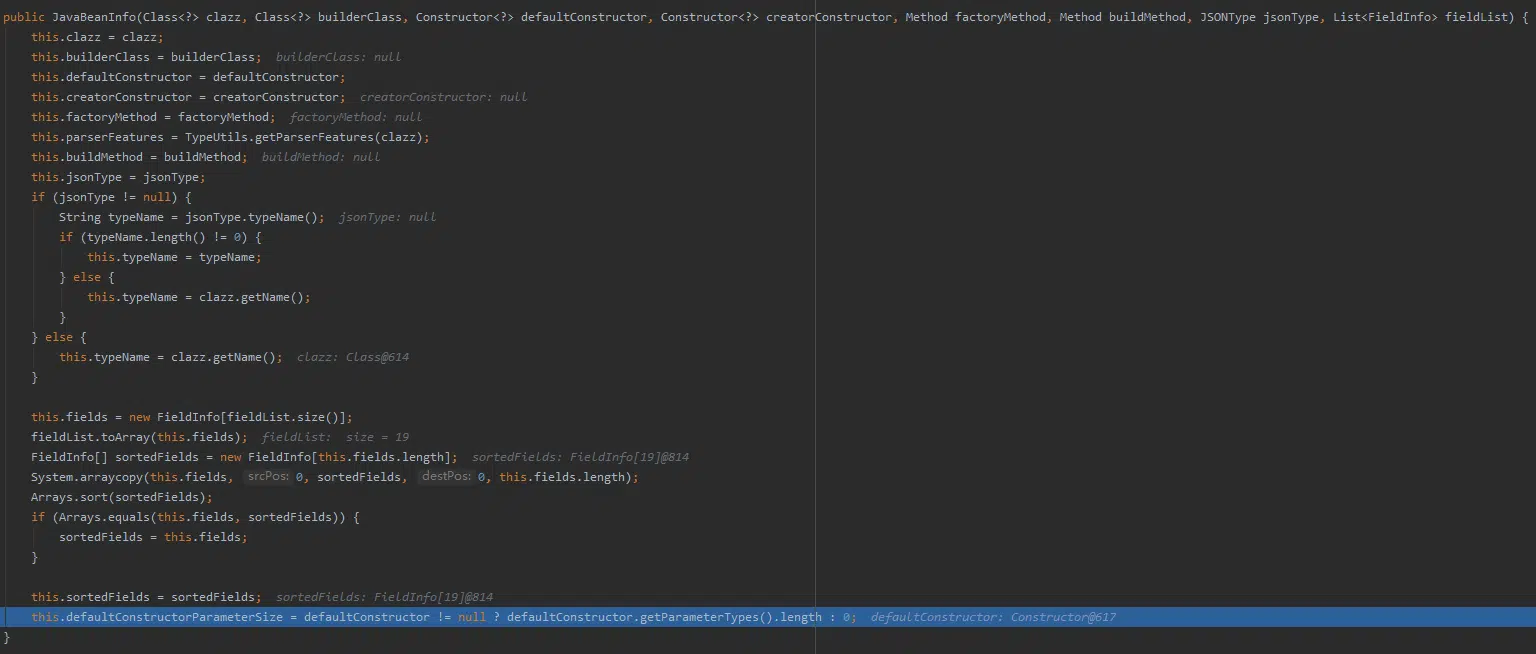 public JavaBeanInfo(Class<?> clazz, Class<?> builderClass, Constructor<?> defaultConstructor, Constructor<?> creatorConstructor, Method factoryMethod, Method buildMethod, JSONType jsonType, List<FieldInfo> fieldList) {
this.clazz = clazz;
this.builderClass = builderClass; builderClass: null
this.defaultConstructor = defaultConstructor;
this.creatorConstructor = creatorConstructor; creatorConstructor: null
this.factoryMethod = factoryMethod; factoryMethod: null
this.parserFeatures = TypeUtils.getParserFeatures(clazz);
this.buildMethod = buildMethod; buildMethod: null
this.jsonType = jsonType;
if (jsonType != null) {
String typeName = jsonType.typeName(); jsonType: null
if (typeName.length() != 0) {
this.typeName = typeName;
} else {
this.typeName = clazz.getName();
}
} else {
this.typeName = clazz.getName(); clazz: Class@614
}
this.fields = new FieldInfo[fieldList.size()];
fieldList.toArray(this.fields); fieldList: size = 19
FieldInfo[] sortedFields = new FieldInfo[this.fields.length]; sortedFields: FieldInfo[19]@814
System.arraycopy(this.fields, srcPos: 0, sortedFields, destPos: 0, this.fields.length);
Arrays.sort(sortedFields);
if (Arrays.equals(this.fields, sortedFields)) {
sortedFields = this.fields;
}
this.sortedFields = sortedFields; sortedFields: FieldInfo[19]@814
this.defaultConstructorParameterSize = defaultConstructor != null ? defaultConstructor.getParameterTypes().length : 0; defaultConstructor: Constructor@617
}